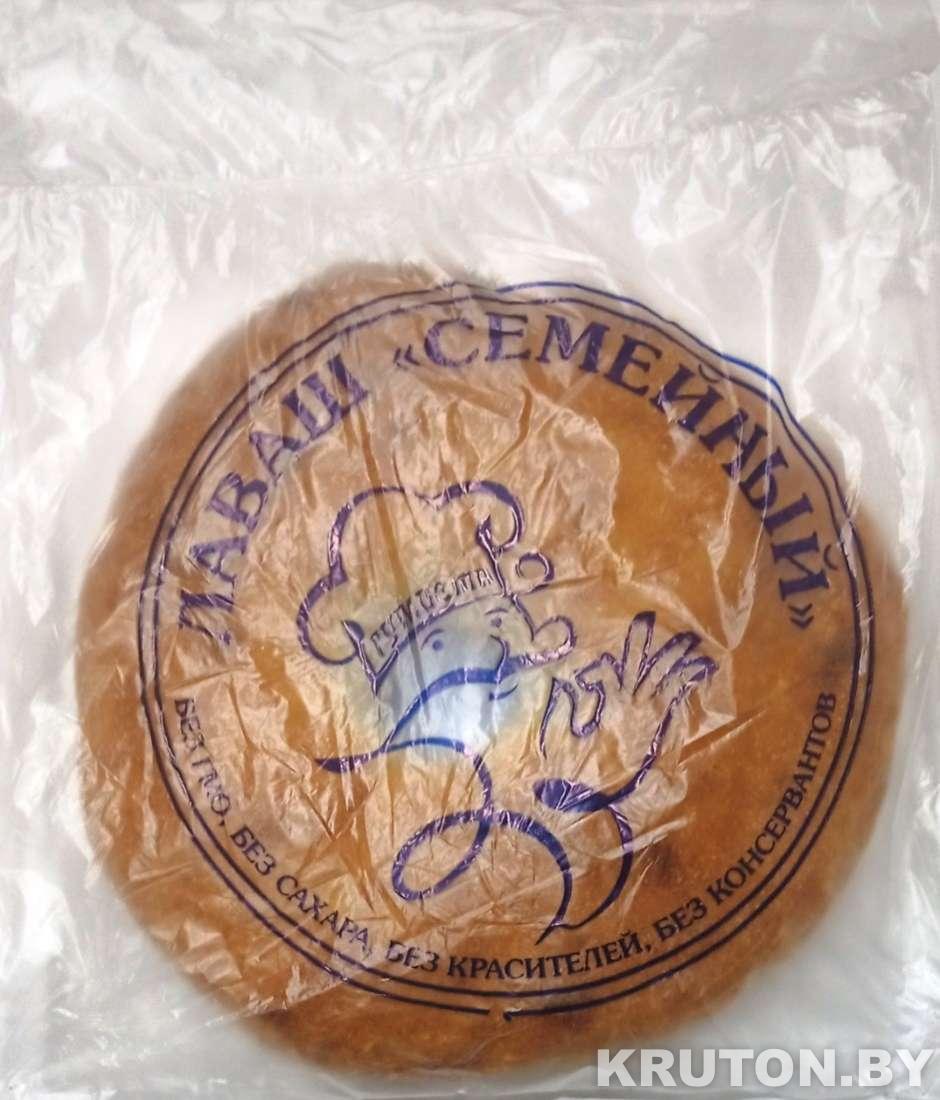 ЛАВАШ «СЕМЕЙНЫЙ»
БЕЗ ГМО, БЕЗ САХАРА, БЕЗ КРАСИТЕЛЕЙ, БЕЗ КОНСЕРВАНТОВ
KRUTON.BY